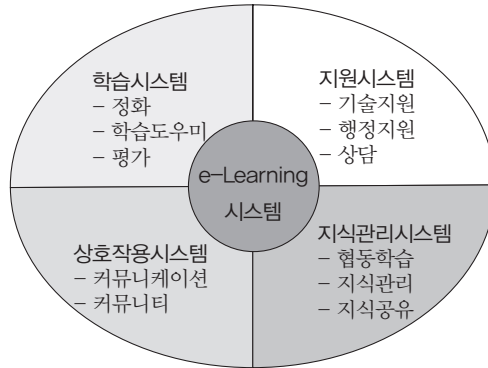 학습시스템
– 정화
– 학습도우미
– 평가
지원시스템
– 기술지원
– 행정지원
– 상담
e-Learning
시스템
상호작용시스템
– 커뮤니케이션
– 커뮤니티
지식관리시스템
– 협동학습
– 지식관리
– 지식공유